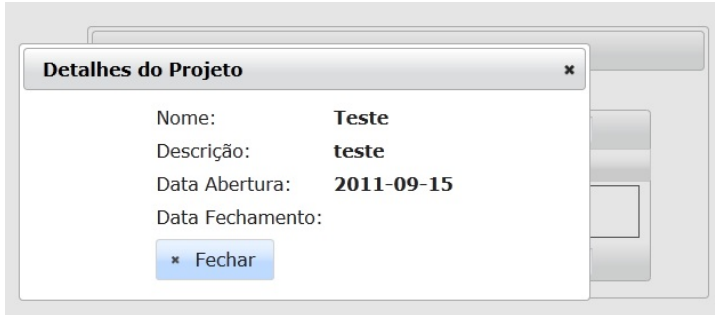 Detalhes do Projeto
Nome: Teste
Descrição: teste
Data Abertura: 2011-09-15
Data Fechamento:
Fechar